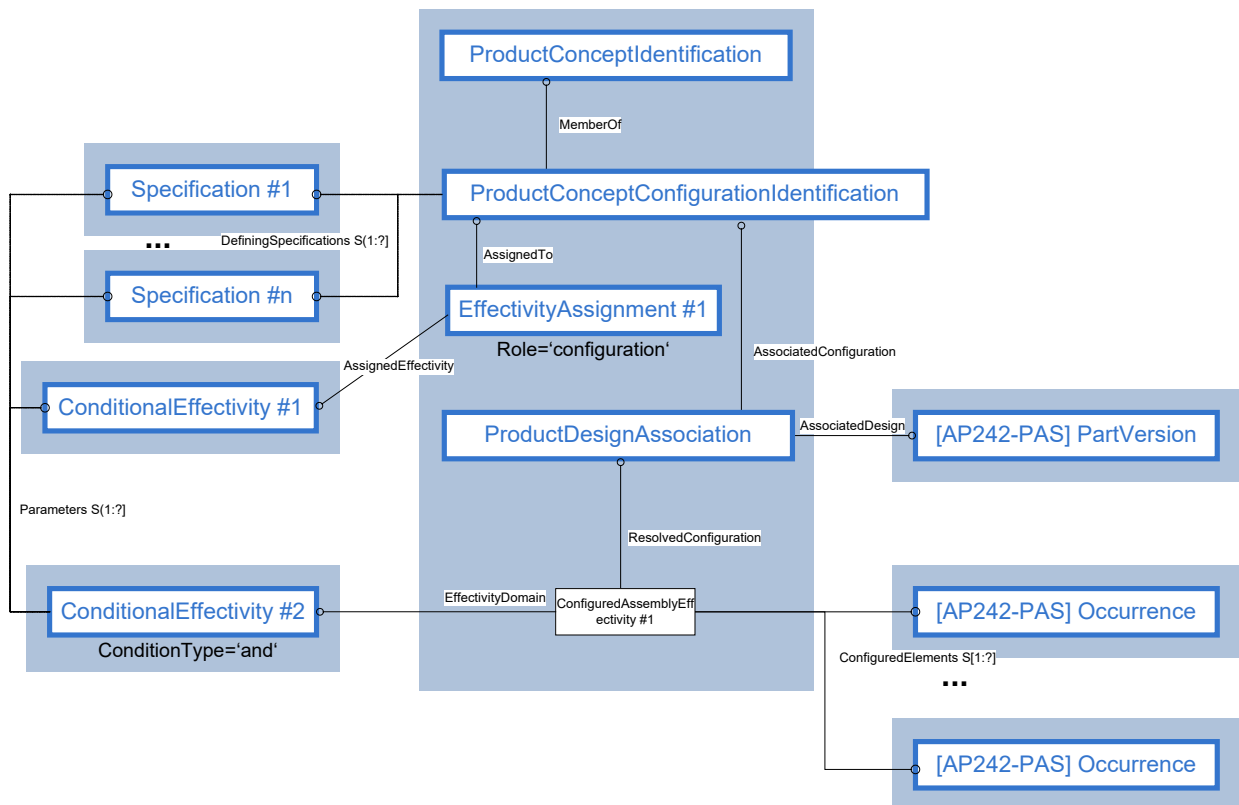 ProductConceptIdentification
MemberOf
Specification #1
ProductConceptConfigurationIdentification
...
DefiningSpecifications S(1:?]
AssignedTo
Specification #n
EffectivityAssignment #1
Role=‘configuration‘
AssociatedConfiguration
AssignedEffectivity
ConditionalEffectivity #1
ProductDesignAssociation
AssociatedDesign
[AP242-PAS] PartVersion
Parameters S(1:?]
ResolvedConfiguration
ConditionalEffectivity #2
ConditionType=‘and‘
EffectivityDomain
ConfiguredAssemblyEff
ectivity #1
[AP242-PAS] Occurrence
ConfiguredElements S[1:?]
...
[AP242-PAS] Occurrence